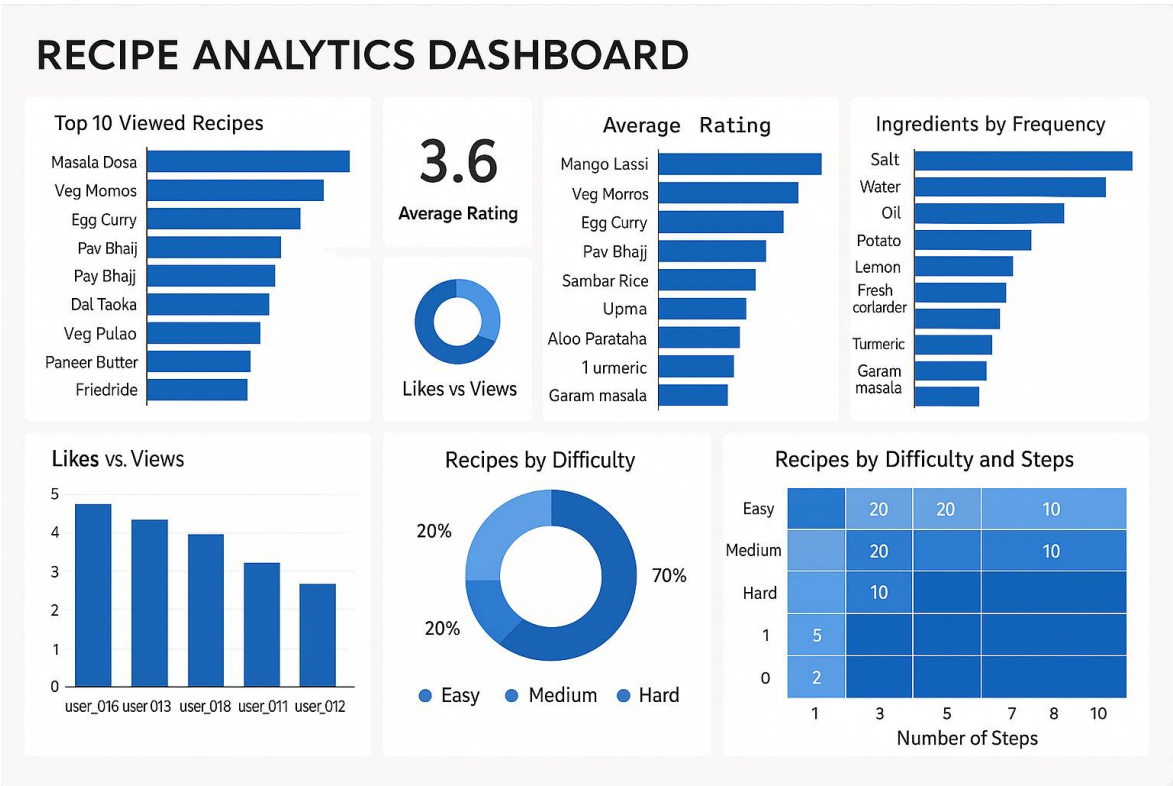 RECIPE ANALYTICS DASHBOARD
Top 10 Viewed Recipes
Masala Dosa
Veg Momos
Egg Curry
Pav Bhaij
Pay Bhajj
Dal Taoka
Veg Pulao
Paneer Butter
Friedride
3.6
Average Rating
Likes vs Views
Average Rating
Mango Lassi
Veg Morros
Egg Curry
Pav Bhajj
Sambar Rice
Upma
Aloo Parataha
1 urmeric
Garam masala
Ingredients by Frequency
Salt
Water
Oil
Potato
Lemon
Fresh
corlarder
Turmeric
Garam
masala
Likes vs. Views
5
4
3
2
1
0
user_016 user 013 user_018 user_011 user_012
Recipes by Difficulty
20%
70%
20%
Easy Medium Hard
Recipes by Difficulty and Steps
Easy 20 20 10
Medium 20 10
Hard 10
1 5
0 2
1 3 5 7 8 10
Number of Steps